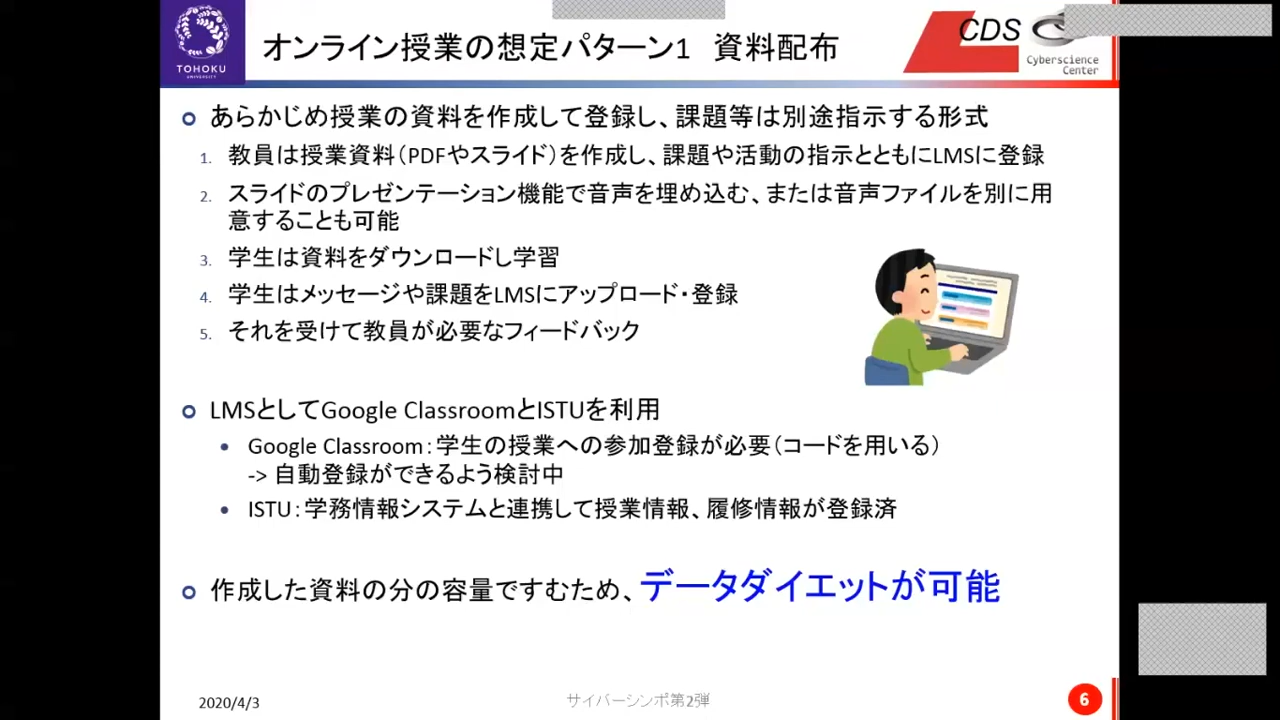 TOHOKU
UNIVERSITY
オンライン授業の想定パターン1 資料配布
CDS
Cyberscience
Center
あらかじめ授業の資料を作成して登録し、課題等は別途指示する形式
1. 教員は授業資料(PDFやスライド)を作成し、課題や活動の指示とともにLMSに登録
2. スライドのプレゼンテーション機能で音声を埋め込む、または音声ファイルを別に用
意することも可能
3. 学生は資料をダウンロードし学習
4. 学生はメッセージや課題をLMSにアップロード・登録
5. それを受けて教員が必要なフィードバック
LMSとしてGoogle ClassroomとISTUを利用
Google Classroom:学生の授業への参加登録が必要(コードを用いる)
-> 自動登録ができるよう検討中
ISTU:学務情報システムと連携して授業情報、履修情報が登録済
作成した資料の分の容量ですむため、データダイエットが可能
2020/4/3
サイバーシンポ第2弾
6